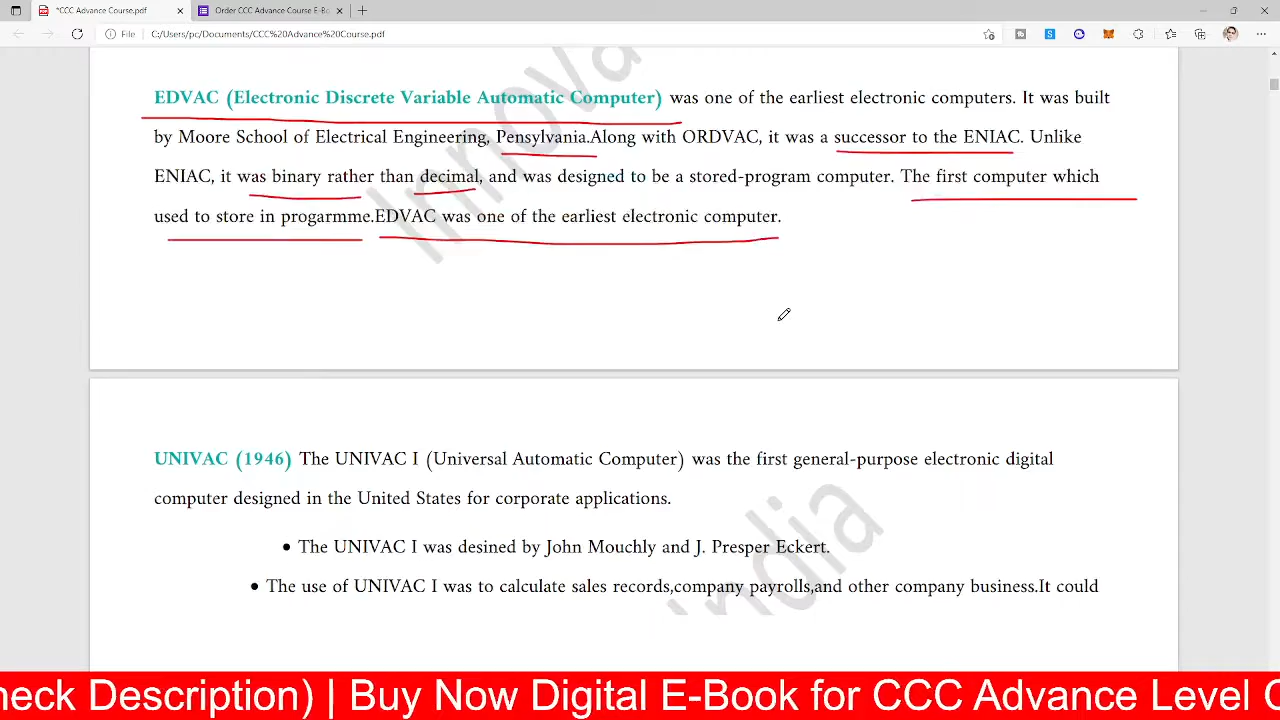 *CCC Advance Course.pdf
Order CCC Advance Course E-Bo
File
C:/Users/pc/Documents/CCC%20Advance%20Course.pdf
EDVAC (Electronic Discrete Variable Automatic Computer) was one of the earliest electronic computers. It was built
by Moore School of Electrical Engineering, Pensylvania.Along with ORDVAC, it was a successor to the ENIAC. Unlike
ENIAC, it was binary rather than decimal, and was designed to be a stored-program computer. The first computer which
used to store in progarmme.EDVAC was one of the earliest electronic computer.
Innova
UNIVAC (1946) The UNIVAC I (Universal Automatic Computer) was the first general-purpose electronic digital
computer designed in the United States for corporate applications.
• The UNIVAC I was desined by John Mouchly and J. Presper Eckert.
• The use of UNIVAC I was to calculate sales records,company payrolls,and other company business.It could
india
heck Description) | Buy Now Digital E-Book for CCC Advance Level C